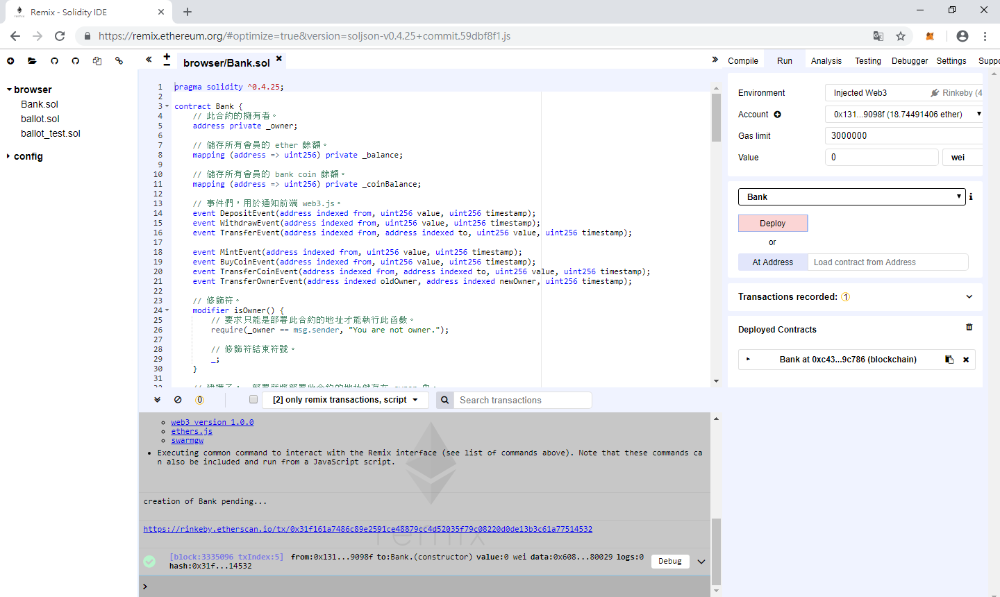 Remix - Solidity IDE
https://remix.ethereum.org/#optimize=true&version=soljson-v0.4.25+commit.59dbf8f1.js
browser
Bank.sol
ballot.sol
ballot_test.sol
config
browser/Bank.sol
1 pragma solidity ^0.4.25;
2
3 contract Bank {
4 // 此合約的擁有者。
5 address private _owner;
6
7 // 儲存所有會員的 ether 餘額。
8 mapping (address => uint256) private _balance;
9
10 // 儲存所有會員的 bank coin 餘額。
11 mapping (address => uint256) private _coinBalance;
12
13 // 事件們，用於通知前端 web3.js。
14 event DepositEvent(address indexed from, uint256 value, uint256 timestamp);
15 event WithdrawEvent(address indexed from, uint256 value, uint256 timestamp);
16 event TransferEvent(address indexed from, address indexed to, uint256 value, uint256 timestamp);
17
18 event MintEvent(address indexed from, uint256 value, uint256 timestamp);
19 event BuyCoinEvent(address indexed from, uint256 value, uint256 timestamp);
20 event TransferCoinEvent(address indexed from, address indexed to, uint256 value, uint256 timestamp);
21 event TransferOwnerEvent(address indexed oldOwner, address indexed newOwner, uint256 timestamp);
22
23 // 修飾符。
24 modifier isOwner() {
25 // 要求只能是部署此合約的地址才能執行此函數。
26 require(_owner == msg.sender, "You are not owner.");
27
28 // 修飾符結束符號。
29 _;
30 }
31
0
[2] only remix transactions, script
Search transactions
web3 version 1.0.0
ethers.js
swarmgw
Executing common command to interact with the Remix interface (see list of commands above). Note that these commands ca
n also be included and run from a JavaScript script.
creation of Bank pending...
https://rinkeby.etherscan.io/tx/0x31f161a7486c89e2591ce48879cc4d52035f79c08220d0de13b3c61a77514532
remix
[block:3335096 txIndex:5] from:0x131...9098f to:Bank.(constructor) value:0 wei data:0x608...80029 logs:0
hash:0x31f...14532
Debug
>
Compile Run Analysis Testing Debugger Settings Suppo
Environment Injected Web3 Rinkeby (4
Account 0x131...9098f (18.74491406 ether)
Gas limit 3000000
Value 0 wei
Bank
Deploy
or
At Address Load contract from Address
Transactions recorded: 1
Deployed Contracts
Bank at 0xc43...9c786 (blockchain)